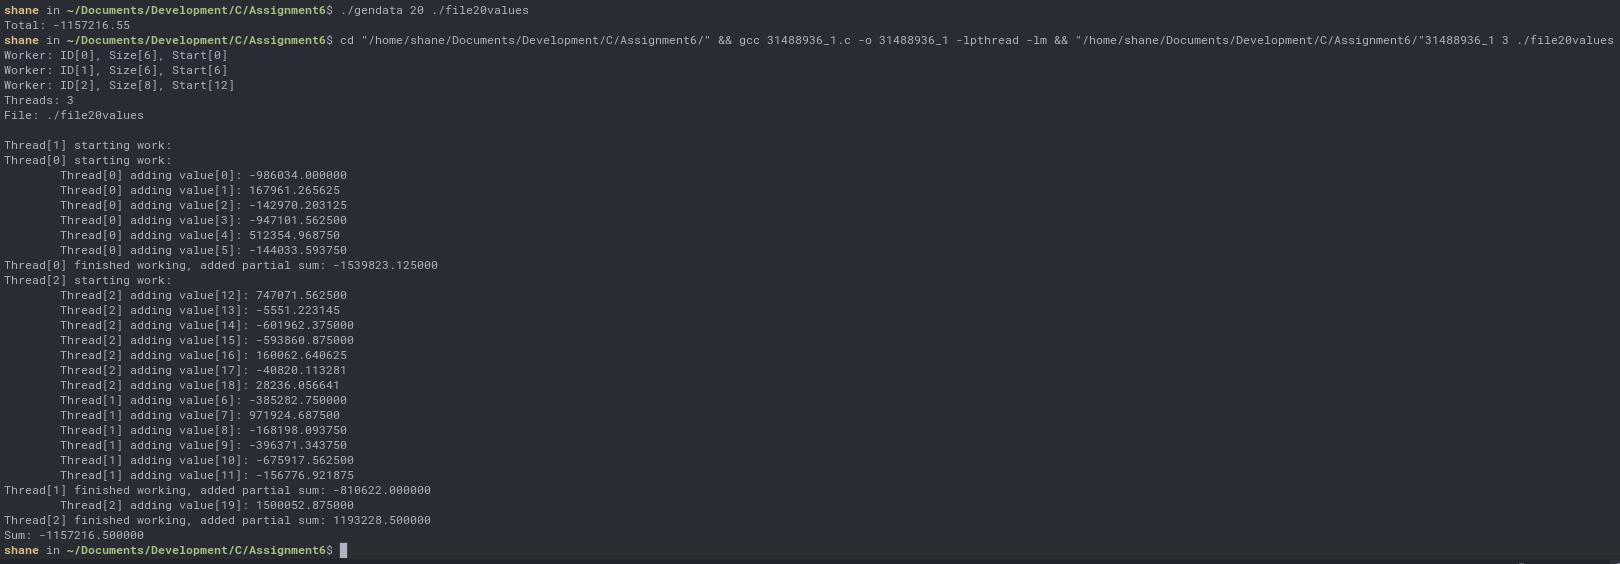 shane in ~/Documents/Development/C/Assignment6$ ./gendata 20 ./file20values
Total: -1157216.55
shane in ~/Documents/Development/C/Assignment6$ cd "/home/shane/Documents/Development/C/Assignment6/" && gcc 31488936_1.c -o 31488936_1 -lpthread -lm && "/home/shane/Documents/Development/C/Assignment6/"31488936_1 3 ./file20values
Worker: ID[0], Size[6], Start[0]
Worker: ID[1], Size[6], Start[6]
Worker: ID[2], Size[8], Start[12]
Threads: 3
File: ./file20values
Thread[1] starting work:
Thread[0] starting work:
Thread[0] adding value[0]: -986034.000000
Thread[0] adding value[1]: 167961.265625
Thread[0] adding value[2]: -142970.203125
Thread[0] adding value[3]: -947101.562500
Thread[0] adding value[4]: 512354.968750
Thread[0] adding value[5]: -144033.593750
Thread[0] finished working, added partial sum: -1539823.125000
Thread[2] starting work:
Thread[2] adding value[12]: 747071.562500
Thread[2] adding value[13]: -5551.223145
Thread[2] adding value[14]: -601962.375000
Thread[2] adding value[15]: -593860.875000
Thread[2] adding value[16]: 160062.640625
Thread[2] adding value[17]: -40820.113281
Thread[2] adding value[18]: 28236.056641
Thread[1] adding value[6]: -385282.750000
Thread[1] adding value[7]: 971924.687500
Thread[1] adding value[8]: -168198.093750
Thread[1] adding value[9]: -396371.343750
Thread[1] adding value[10]: -675917.562500
Thread[1] adding value[11]: -156776.921875
Thread[1] finished working, added partial sum: -810622.000000
Thread[2] adding value[19]: 1500052.875000
Thread[2] finished working, added partial sum: 1193228.500000
Sum: -1157216.500000
shane in ~/Documents/Development/C/Assignment6$